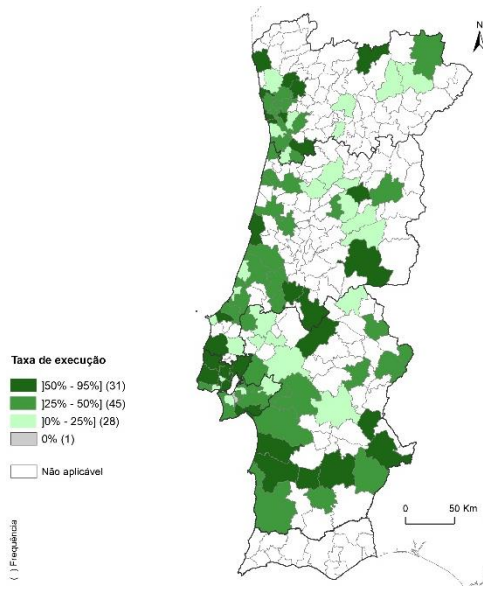 N
Taxa de execução
]50% - 95%] (31)
]25% - 50%] (45)
]0% - 25%] (28)
0% (1)
Não aplicável
0 50 Km
( ) Frequência